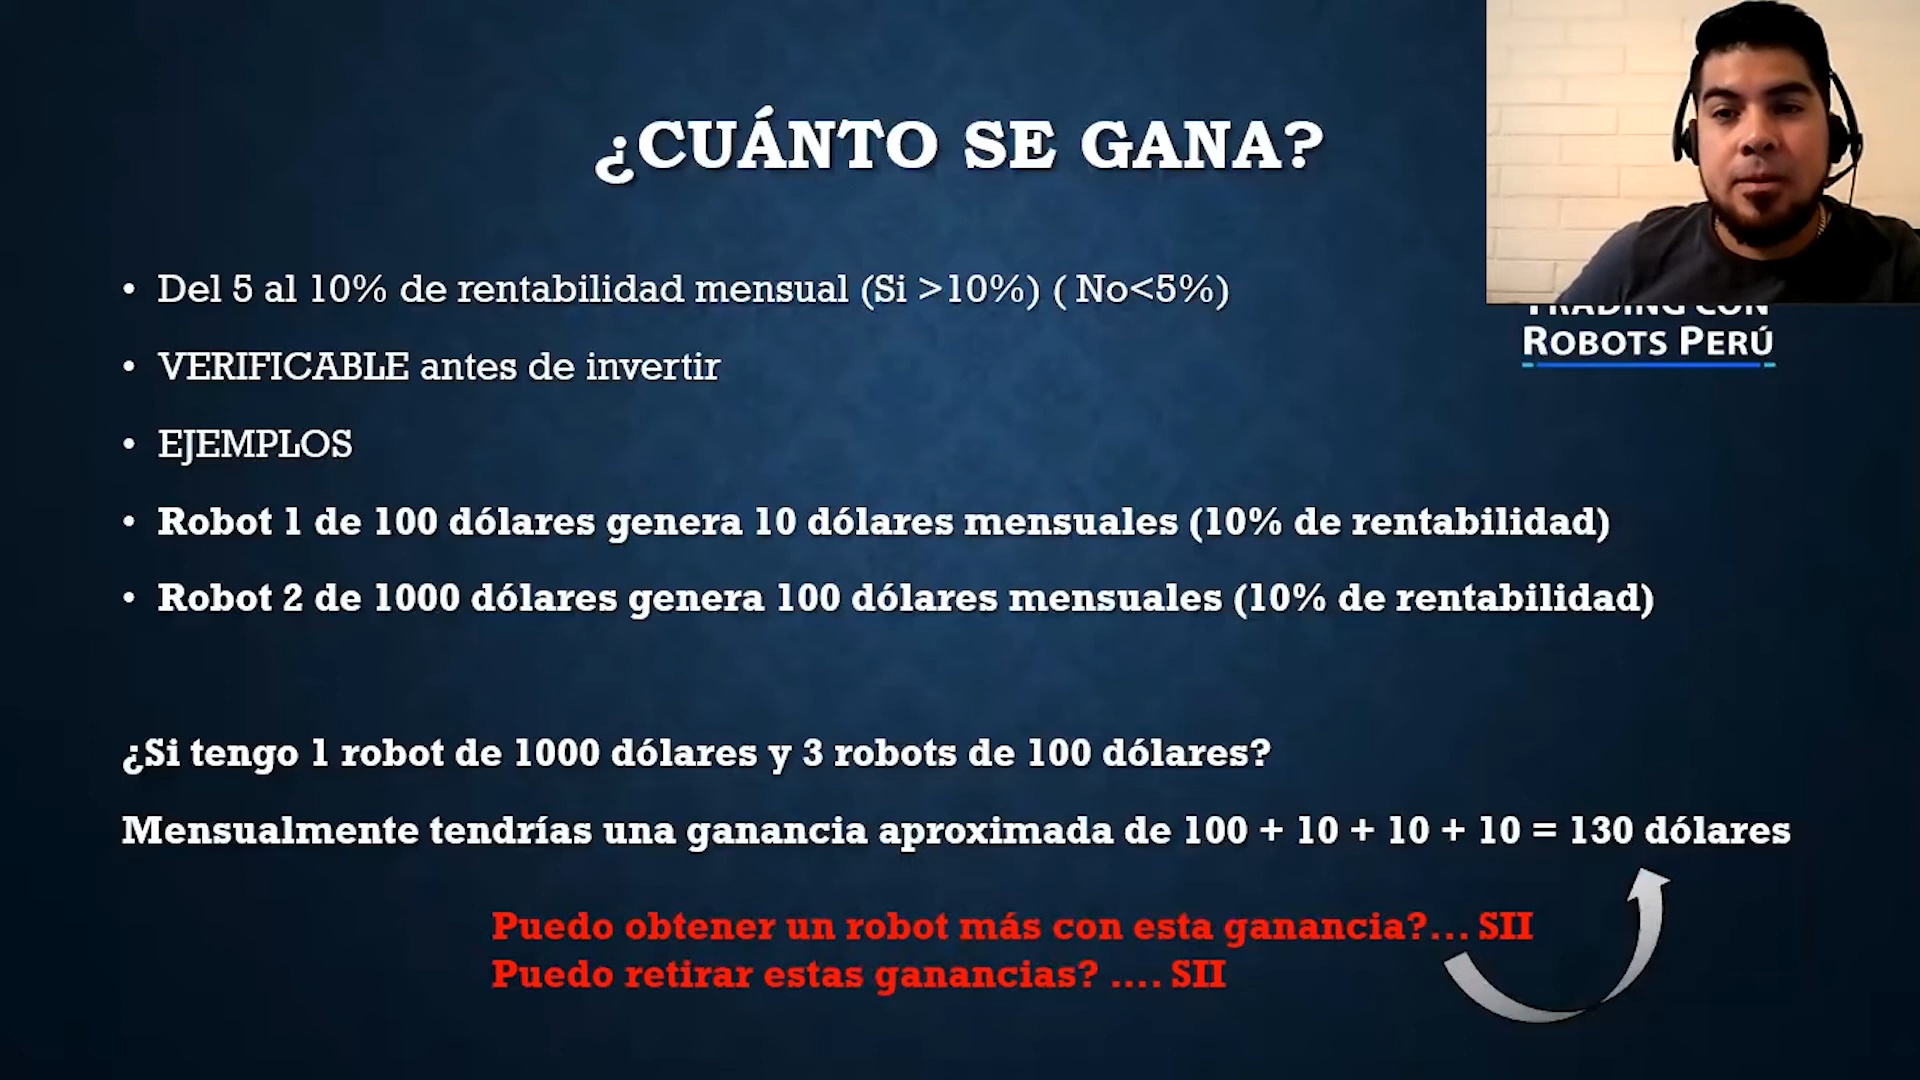 ¿CUÁNTO SE GANA?
• Del 5 al 10% de rentabilidad mensual (Si >10%) ( No<5%)
TRADING CON
ROBOTS PERÚ
• VERIFICABLE antes de invertir
• EJEMPLOS
• Robot 1 de 100 dólares genera 10 dólares mensuales (10% de rentabilidad)
• Robot 2 de 1000 dólares genera 100 dólares mensuales (10% de rentabilidad)
¿Si tengo 1 robot de 1000 dólares y 3 robots de 100 dólares?
Mensualmente tendrías una ganancia aproximada de 100 + 10 + 10 + 10 = 130 dólares
Puedo obtener un robot más con esta ganancia?... SII
Puedo retirar estas ganancias? .... SII